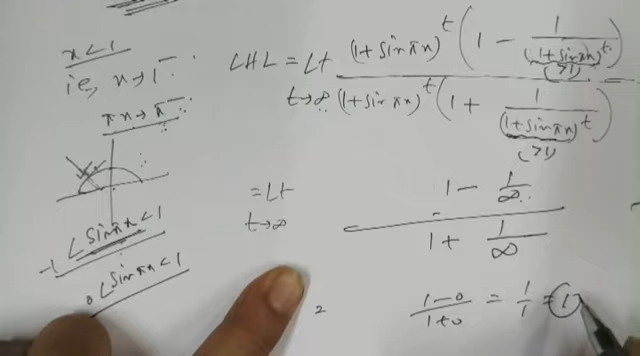 x < 1
ie, x → 1⁻
πx → π⁻
-1 < sin πx < 1
0 < sin πx < 1
LHL = Lt t→∞ (1+sin πx)^t (1 - 1/(1+sin πx)^t) / (1+sin πx)^t (1 + 1/(1+sin πx)^t)
(>1)
(>1)
= Lt t→∞ (1 - 1/∞) / (1 + 1/∞)
(1-0)/(1+0) = 1/1 = 1